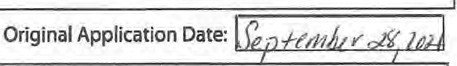 Original Application Date: September 28, 2021